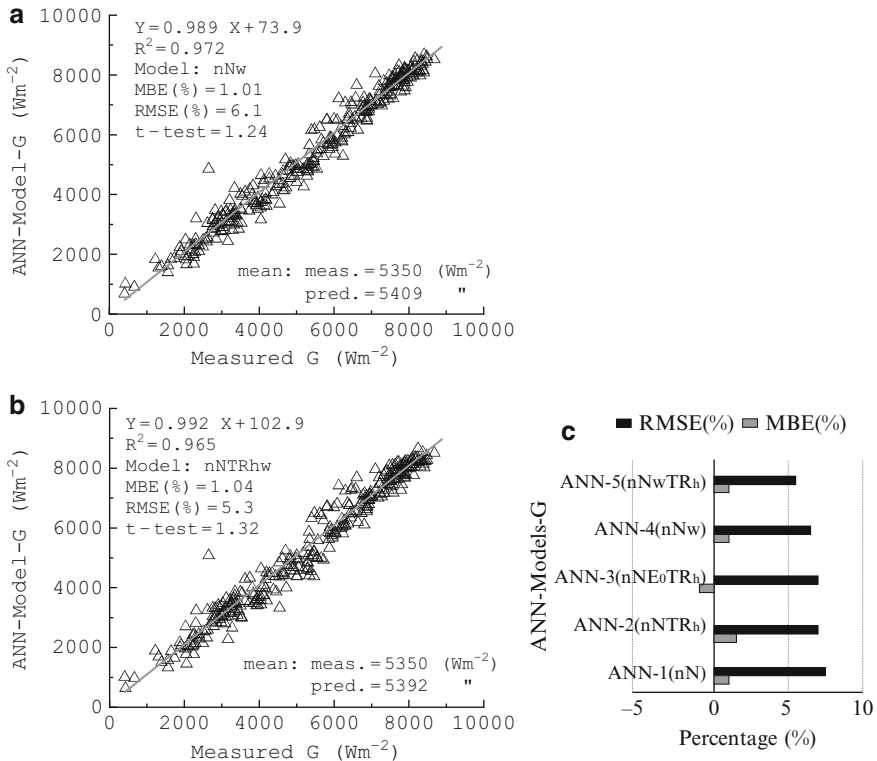 a
ANN-Model-G (Wm⁻²)
10000
8000
6000
4000
2000
0
Y=0.989 X+73.9
R²=0.972
Model: nNw
MBE(%)=1.01
RMSE(%)=6.1
t-test=1.24
mean: meas.=5350 (Wm⁻²)
pred.=5409 "
0 2000 4000 6000 8000 10000
Measured G (Wm⁻²)
b
ANN-Model-G (Wm⁻²)
10000
8000
6000
4000
2000
0
Y=0.992 X+102.9
R²=0.965
Model: nNTRhw
MBE(%)=1.04
RMSE(%)=5.3
t-test=1.32
mean: meas.=5350 (Wm⁻²)
pred.=5392 "
0 2000 4000 6000 8000 10000
Measured G (Wm⁻²)
c
RMSE(%) MBE(%)
ANN-Models-G
ANN-5(nNwTRₕ)
ANN-4(nNw)
ANN-3(nNE₀TRₕ)
ANN-2(nNTRₕ)
ANN-1(nN)
−5 0 5 10
Percentage (%)